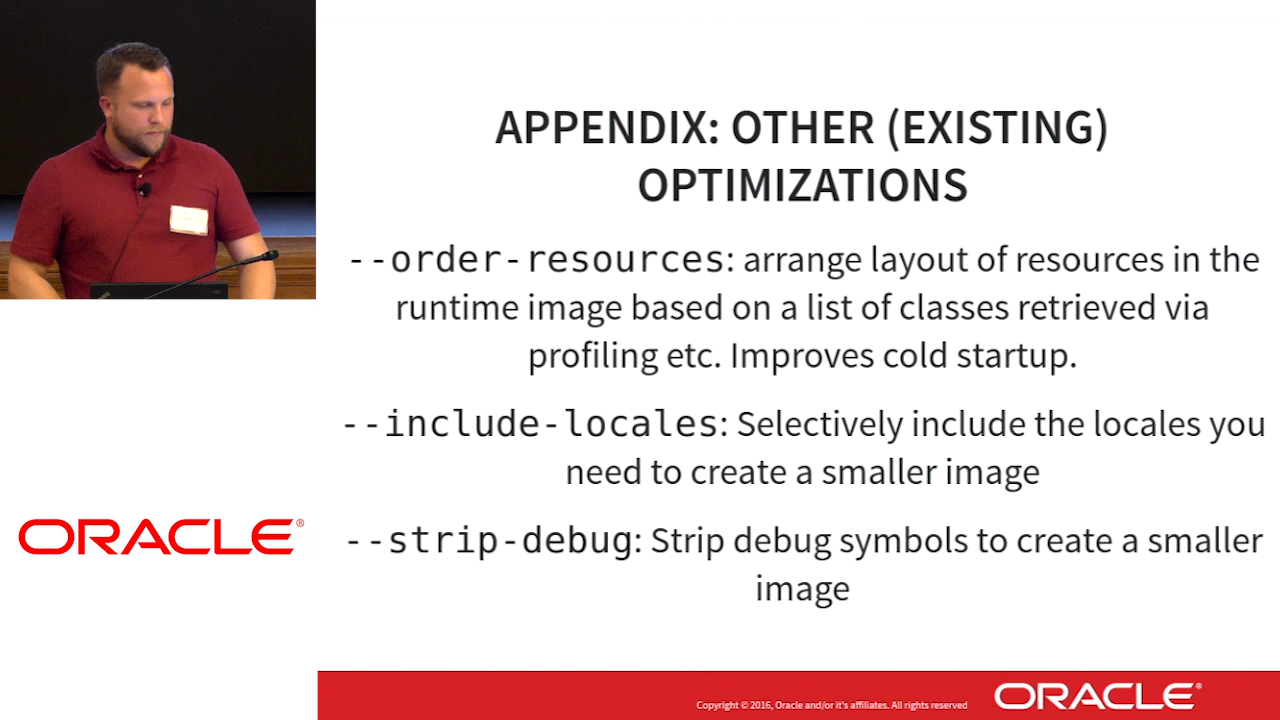 APPENDIX: OTHER (EXISTING)
OPTIMIZATIONS
--order-resources: arrange layout of resources in the
runtime image based on a list of classes retrieved via
profiling etc. Improves cold startup.
--include-locales: Selectively include the locales you
need to create a smaller image
--strip-debug: Strip debug symbols to create a smaller
image
ORACLE®
Copyright © 2016, Oracle and/or it's affiliates. All rights reserved
ORACLE®